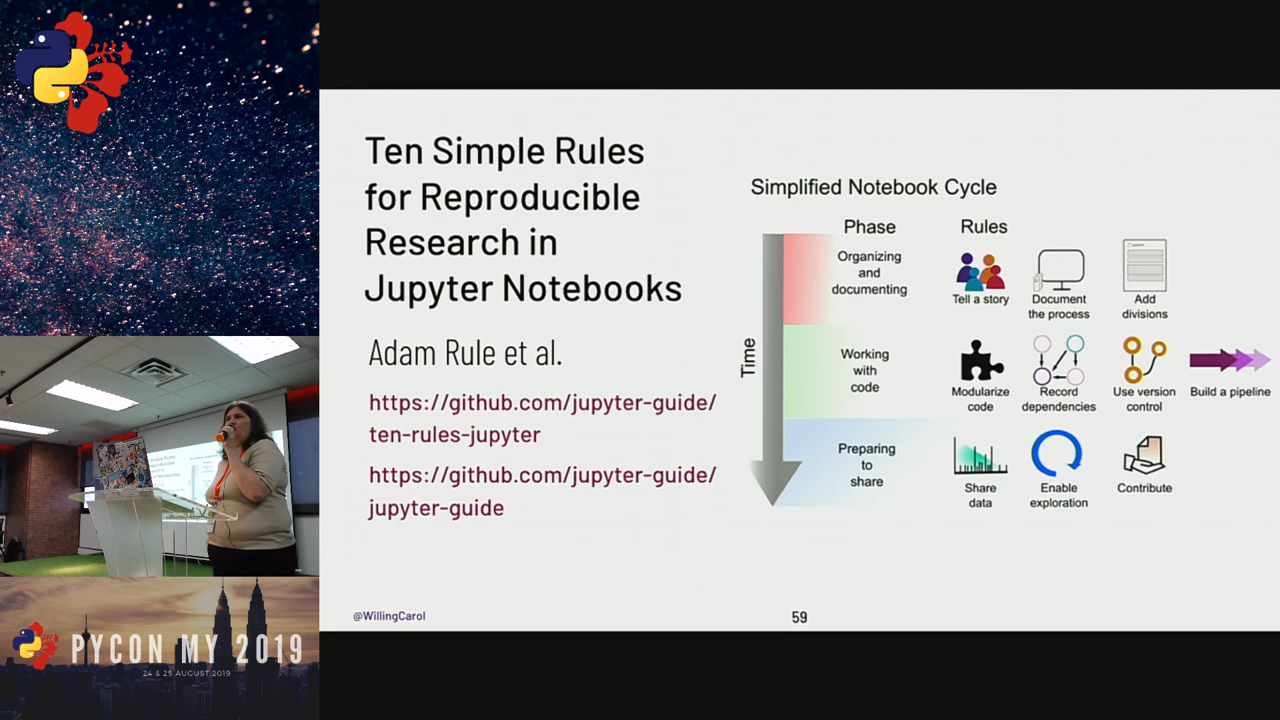 Ten Simple Rules
for Reproducible
Research in
Jupyter Notebooks
Adam Rule et al.
https://github.com/jupyter-guide/
ten-rules-jupyter
https://github.com/jupyter-guide/
jupyter-guide
@WillingCarol
59
Simplified Notebook Cycle
Phase
Rules
Time
Organizing
and
documenting
Tell a story
Document
the process
Add
divisions
Working
with
code
Modularize
code
Record
dependencies
Use version
control
Build a pipeline
Preparing
to
share
Share
data
Enable
exploration
Contribute
PYCON MY 2019
24 & 25 AUGUST 2019